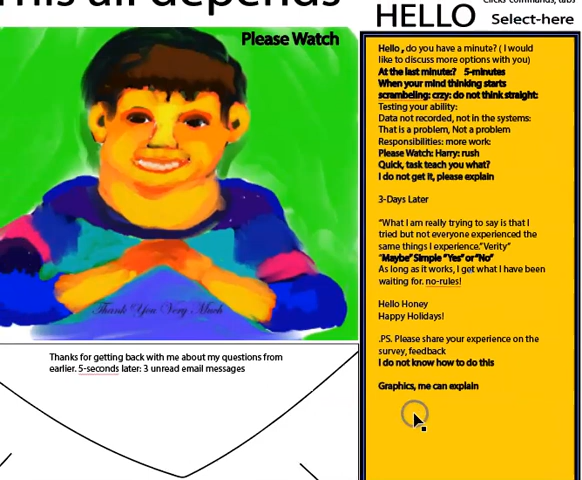 This all depends
Clicks commands, tabs
HELLO
Select-here
Please Watch
Thank You Very Much
Thanks for getting back with me about my questions from
earlier. 5-seconds later: 3 unread email messages
Hello , do you have a minute? ( I would
like to discuss more options with you)
At the last minute:? 5-minutes
When your mind thinking starts
scrambeling: crzy: do not think straight:
Testing your ability:
Data not recorded, not in the systems:
That is a problem, Not a problem
Responsibilities: more work:
Please Watch: Harry: rush
Quick, task teach you what?
I do not get it, please explain
3-Days Later
"What I am really trying to say is that I
tried but not everyone experienced the
same things I experience."Verity"
"Maybe" Simple "Yes" or "No"
As long as it works, I get what I have been
waiting for. no-rules!
Hello Honey
Happy Holidays!
.PS. Please share your experience on the
survey, feedback
I do not know how to do this
Graphics, me can explain